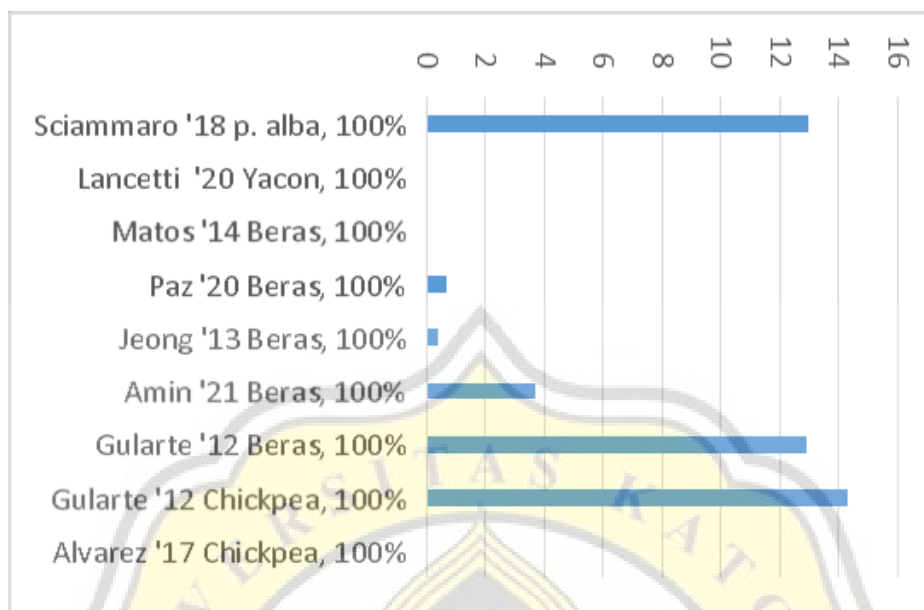 0 2 4 6 8 10 12 14 16
Sciammaro '18 p. alba, 100%
Lancetti '20 Yacon, 100%
Matos '14 Beras, 100%
Paz '20 Beras, 100%
Jeong '13 Beras, 100%
Amin '21 Beras, 100%
Gularte '12 Beras, 100%
Gularte '12 Chickpea, 100%
Alvarez '17 Chickpea, 100%
VERSITAS KATO